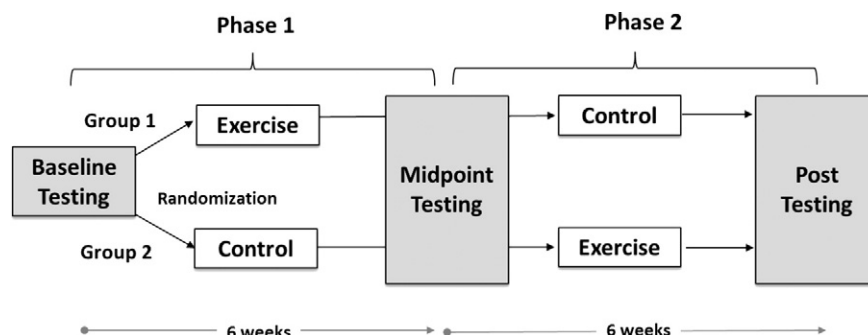 Phase 1
Phase 2
Group 1
Exercise
Control
Baseline
Testing
Randomization
Midpoint
Testing
Post
Testing
Group 2
Control
Exercise
6 weeks
6 weeks